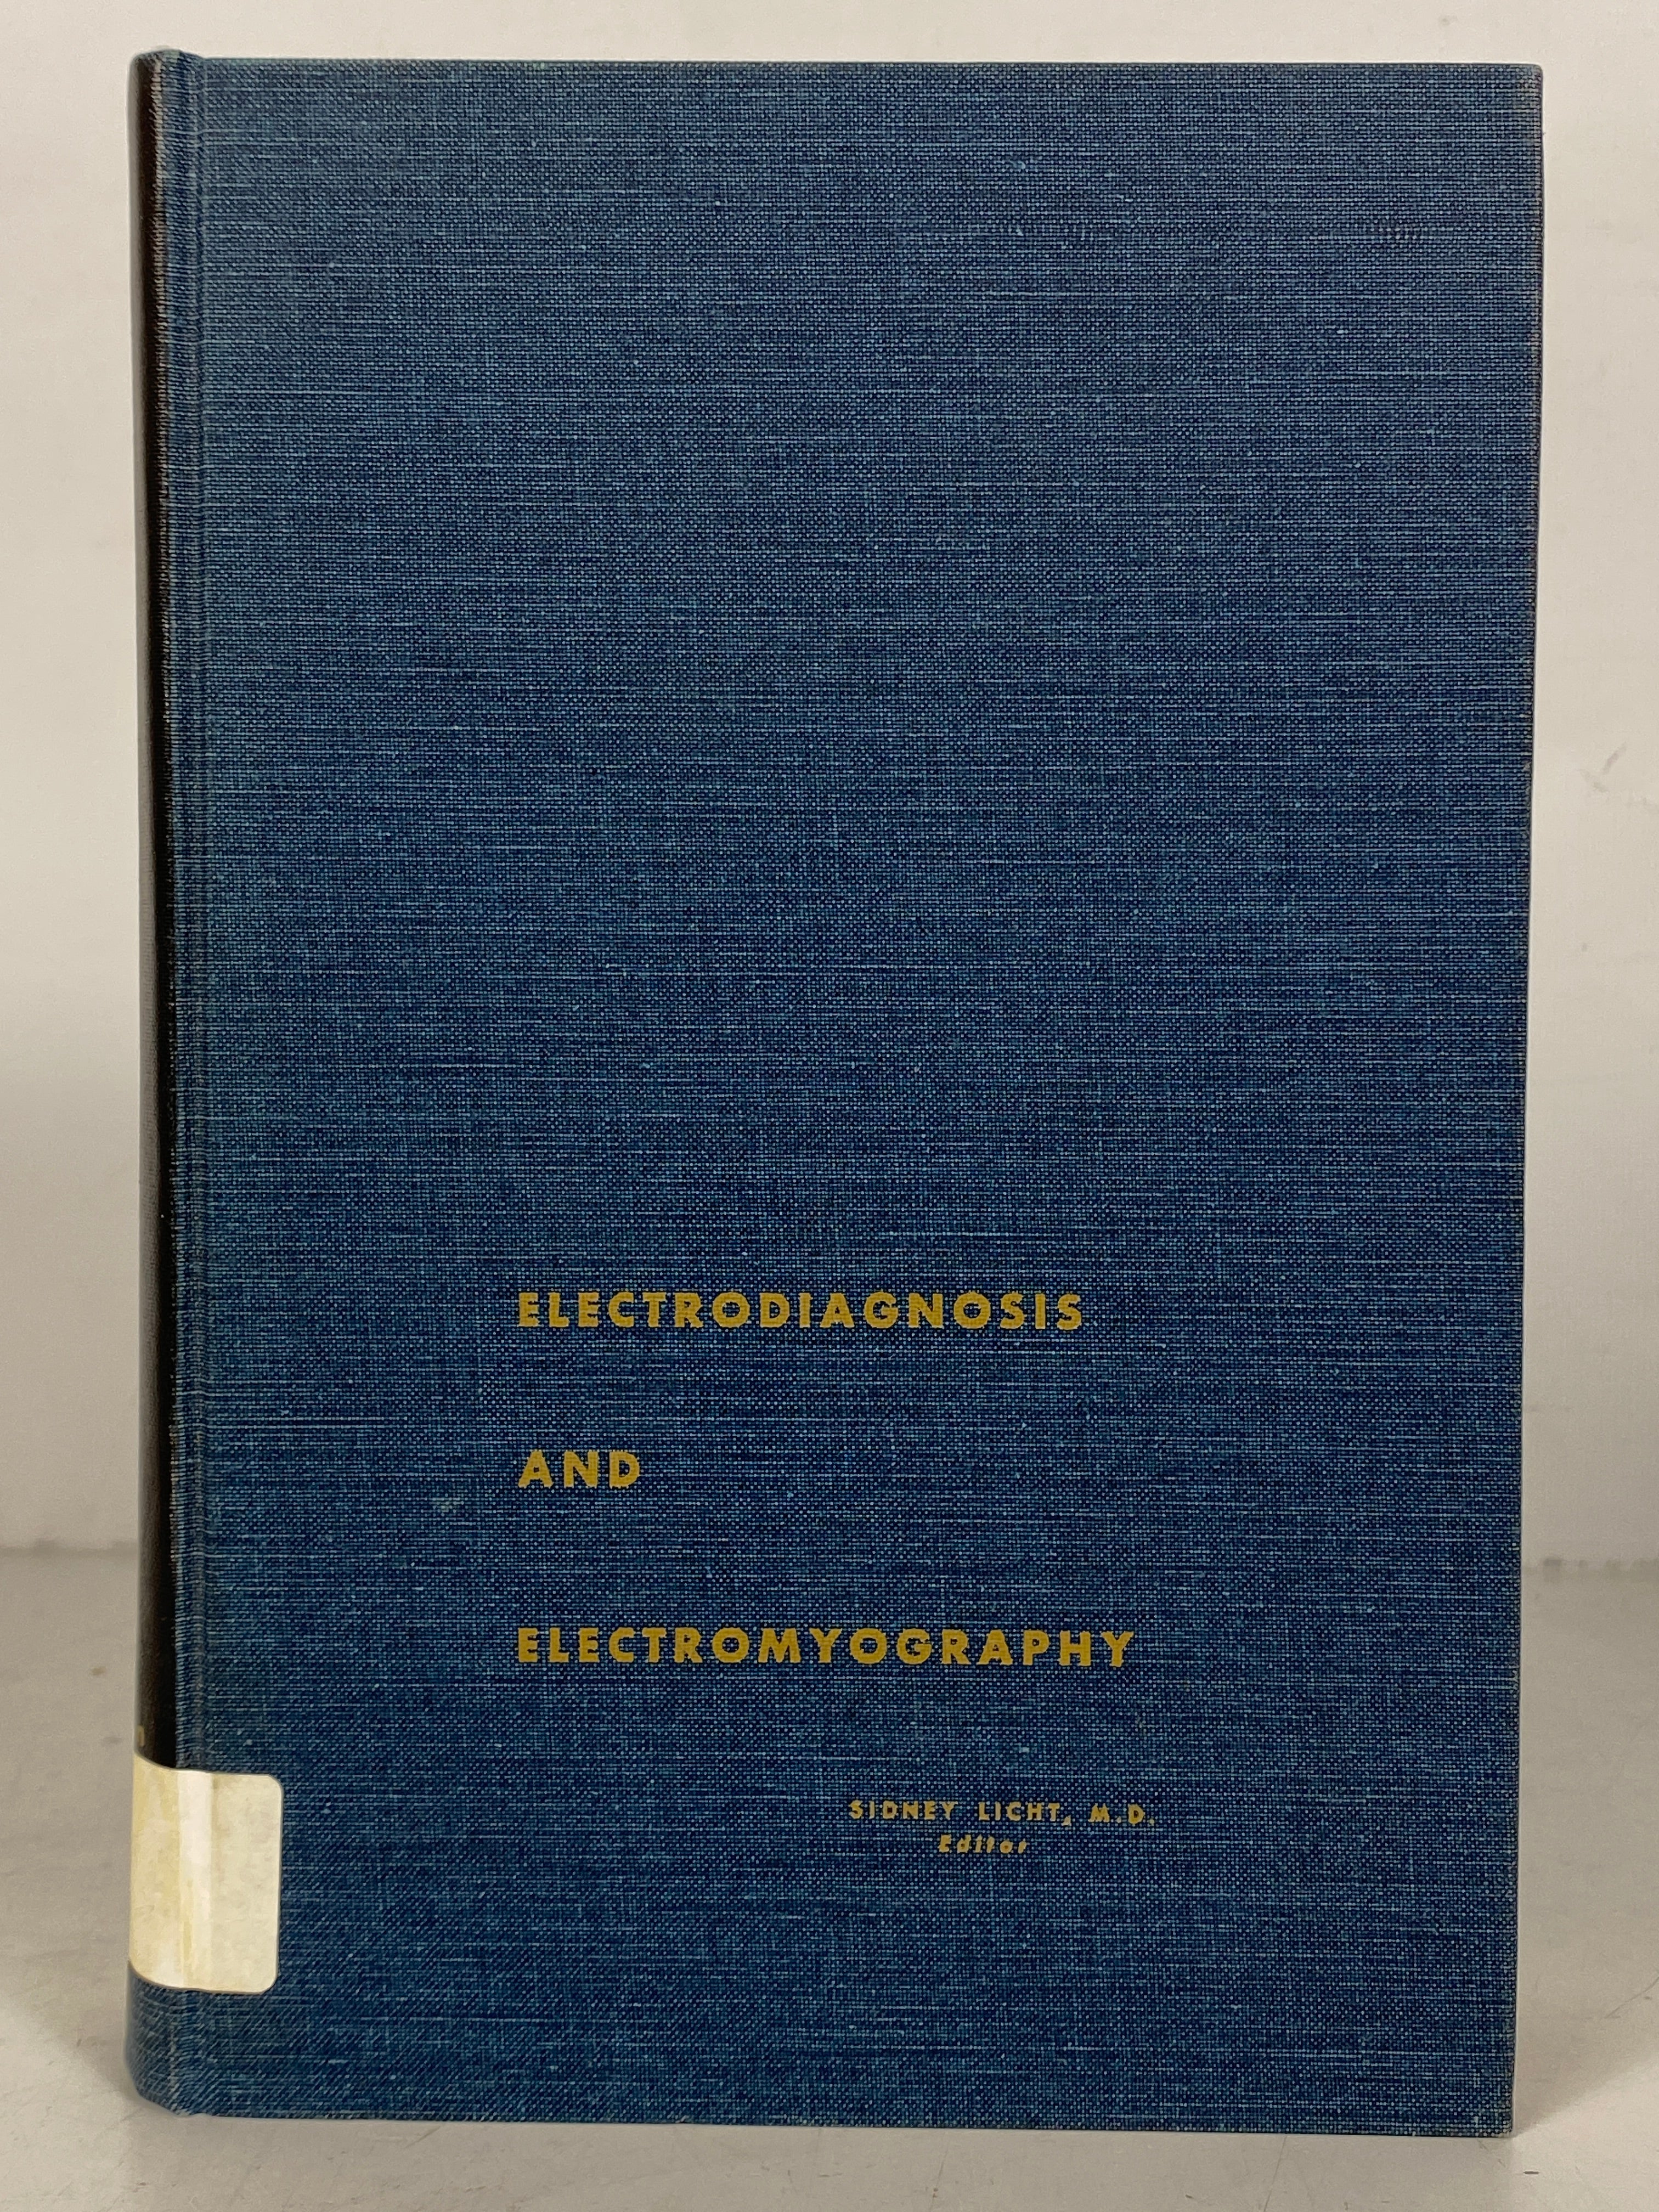 ELECTRODIAGNOSIS
AND
ELECTROMYOGRAPHY
SIDNEY LICHT, M.D.
Editor